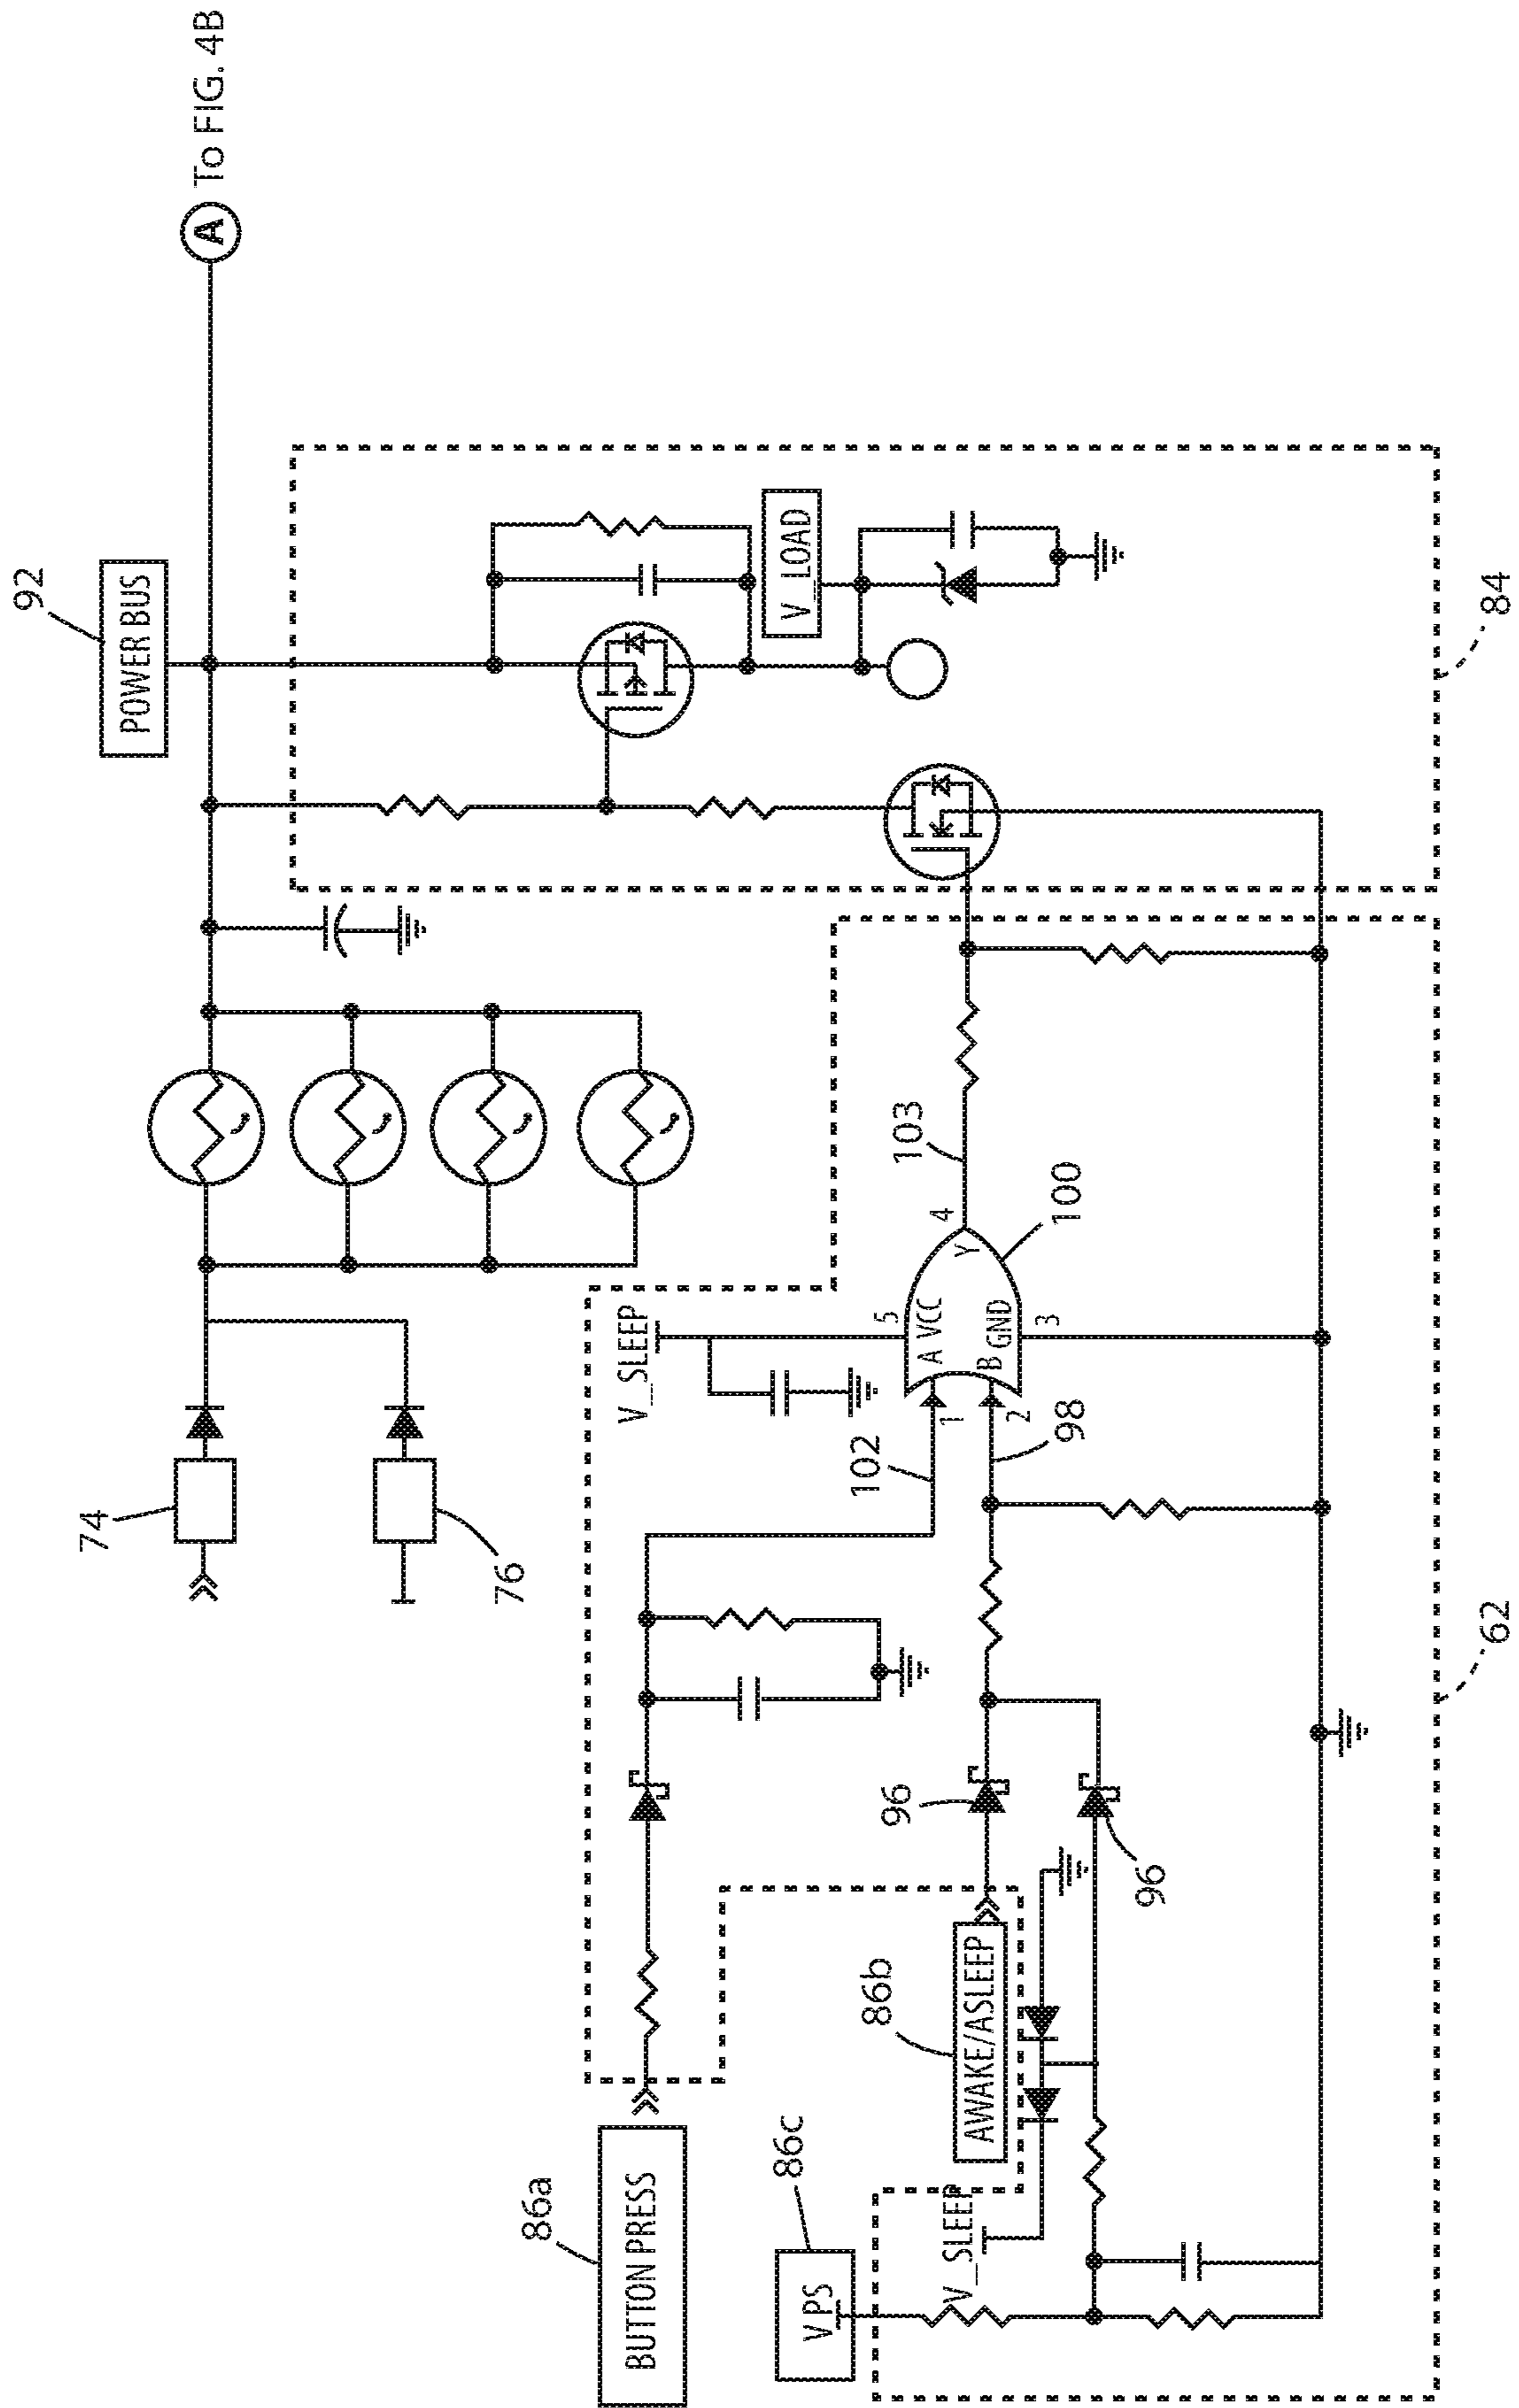 92
POWER BUS
A
To FIG. 4B
74
76
V_LOAD
84
86a
BUTTON PRESS
102
V_SLEEP
5
1
A VCC
Y
4
103
B GND
2
3
98
100
86c
V PS
86b
AWAKE/ASLEEP
96
96
V_SLEEP
62